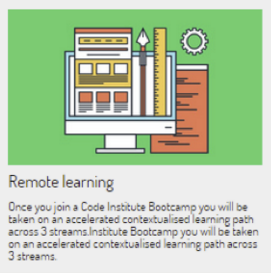 Remote learning
Once you join a Code Institute Bootcamp you will be
taken on an accelerated contextualised learning path
across 3 streams.Institute Bootcamp you will be taken
on an accelerated contextualised learning path across
3 streams.